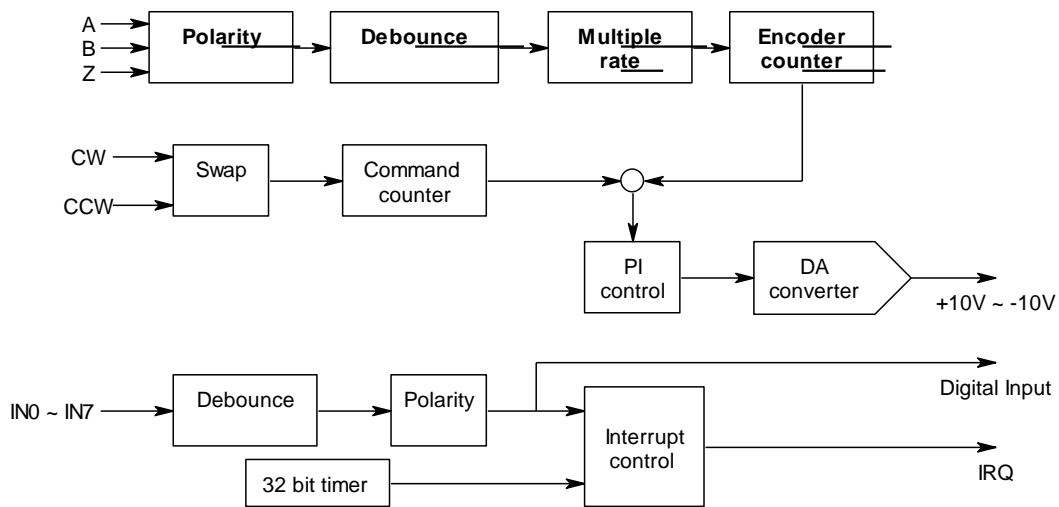 A
B
Z
Polarity
Debounce
Multiple
rate
Encoder
counter
CW
CCW
Swap
Command
counter
PI
control
DA
converter
+10V ~ -10V
IN0 ~ IN7
Debounce
Polarity
Interrupt
control
Digital Input
IRQ
32 bit timer